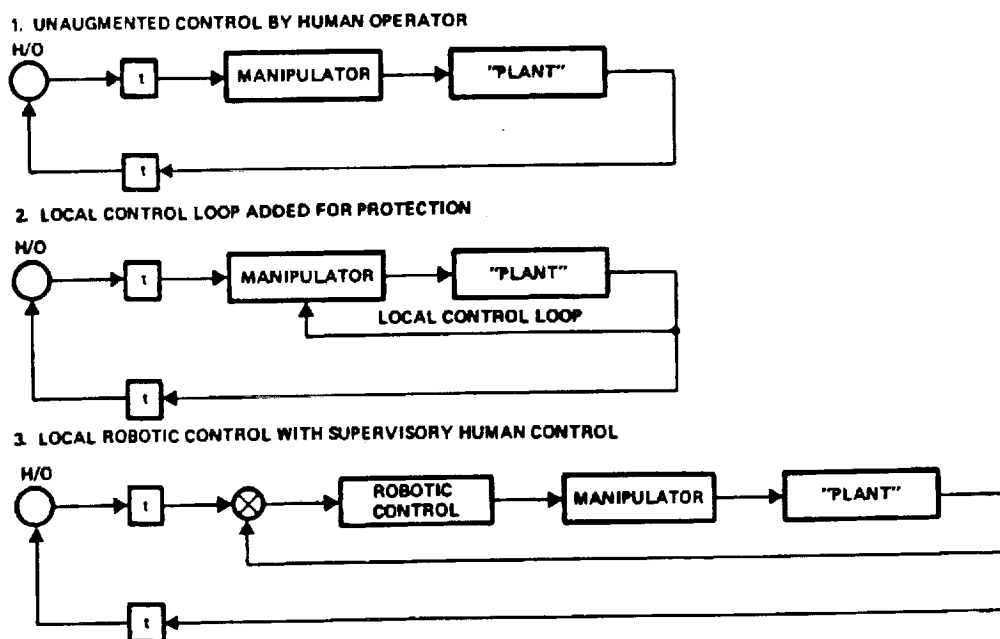 1. UNAUGMENTED CONTROL BY HUMAN OPERATOR
H/O
t
MANIPULATOR
"PLANT"
t
2. LOCAL CONTROL LOOP ADDED FOR PROTECTION
H/O
t
MANIPULATOR
"PLANT"
LOCAL CONTROL LOOP
t
3. LOCAL ROBOTIC CONTROL WITH SUPERVISORY HUMAN CONTROL
H/O
t
ROBOTIC
CONTROL
MANIPULATOR
"PLANT"
t